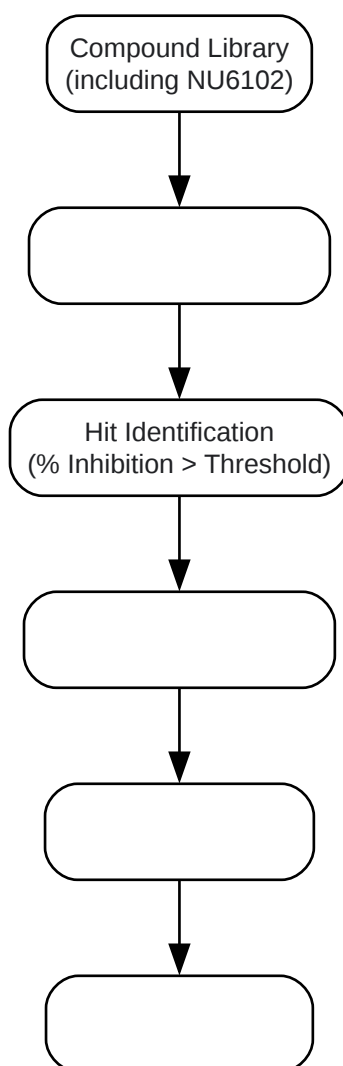 Compound Library
(including NU6102)
Hit Identification
(% Inhibition > Threshold)